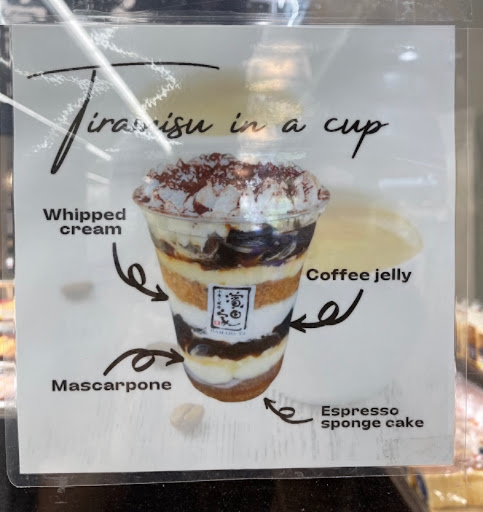 Tiramisu in a cup
Whipped
cream
Coffee jelly
Mascarpone
Espresso
sponge cake